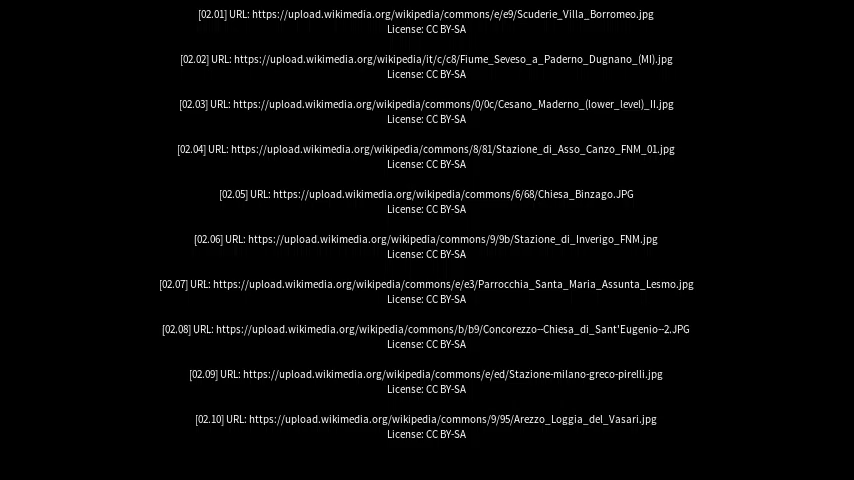 [02.01] URL: https://upload.wikimedia.org/wikipedia/commons/e/e9/Scuderie_Villa_Borromeo.jpg
License: CC BY-SA
[02.02] URL: https://upload.wikimedia.org/wikipedia/it/c/c8/Fiume_Seveso_a_Paderno_Dugnano_(MI).jpg
License: CC BY-SA
[02.03] URL: https://upload.wikimedia.org/wikipedia/commons/0/0c/Cesano_Maderno_(lower_level)_II.jpg
License: CC BY-SA
[02.04] URL: https://upload.wikimedia.org/wikipedia/commons/8/81/Stazione_di_Asso_Canzo_FNM_01.jpg
License: CC BY-SA
[02.05] URL: https://upload.wikimedia.org/wikipedia/commons/6/68/Chiesa_Binzago.JPG
License: CC BY-SA
[02.06] URL: https://upload.wikimedia.org/wikipedia/commons/9/9b/Stazione_di_Inverigo_FNM.jpg
License: CC BY-SA
[02.07] URL: https://upload.wikimedia.org/wikipedia/commons/e/e3/Parrocchia_Santa_Maria_Assunta_Lesmo.jpg
License: CC BY-SA
[02.08] URL: https://upload.wikimedia.org/wikipedia/commons/b/b9/Concorezzo--Chiesa_di_Sant'Eugenio--2.JPG
License: CC BY-SA
[02.09] URL: https://upload.wikimedia.org/wikipedia/commons/e/ed/Stazione-milano-greco-pirelli.jpg
License: CC BY-SA
[02.10] URL: https://upload.wikimedia.org/wikipedia/commons/9/95/Arezzo_Loggia_del_Vasari.jpg
License: CC BY-SA